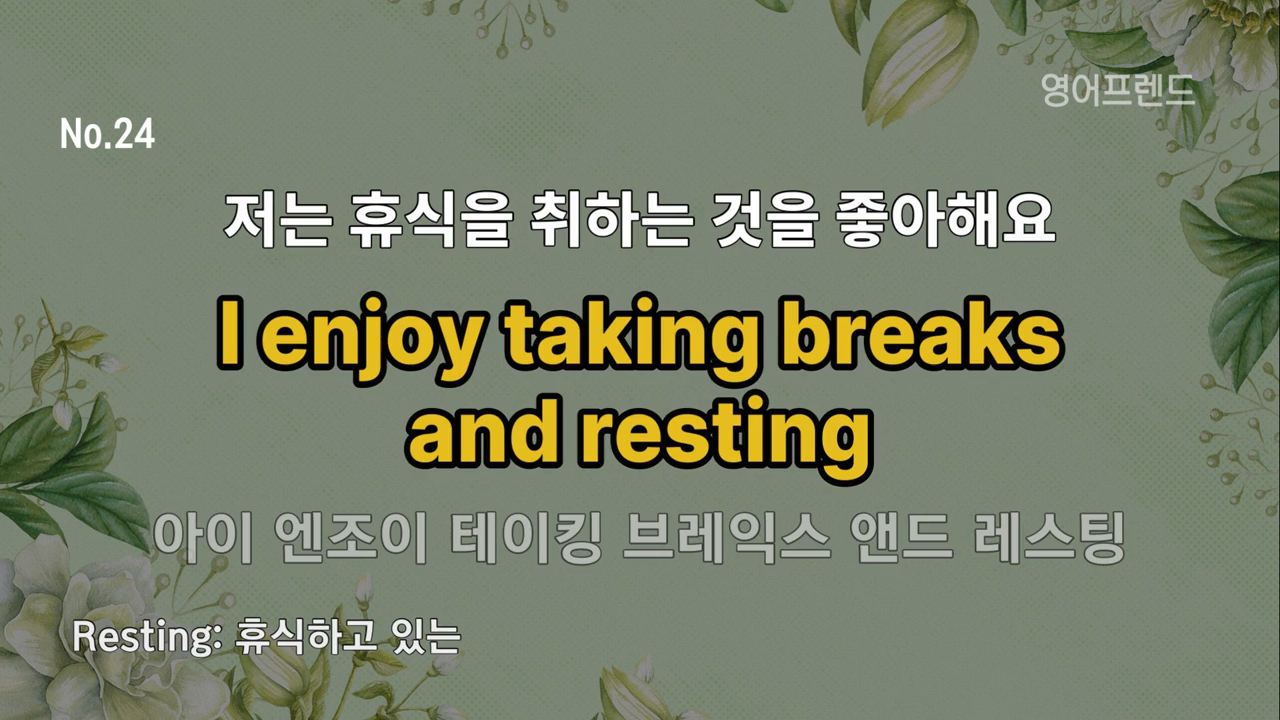 영어프렌드
No.24
저는 휴식을 취하는 것을 좋아해요
I enjoy taking breaks
and resting
아이 엔조이 테이킹 브레익스 앤드 레스팅
Resting: 휴식하고 있는